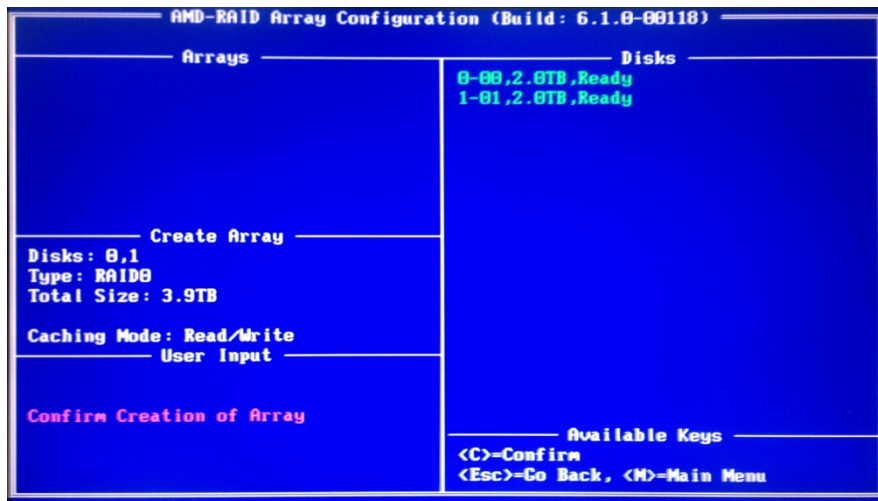 AMD-RAID Array Configuration (Build: 6.1.0-00118)
Arrays
Disks
0-00,2.0TB,Ready
1-01,2.0TB,Ready
Create Array
Disks: 0,1
Type: RAID0
Total Size: 3.9TB
Caching Mode: Read/Write
User Input
Confirm Creation of Array
Available Keys
<C>=Confirm
<Esc>=Go Back, <M>=Main Menu